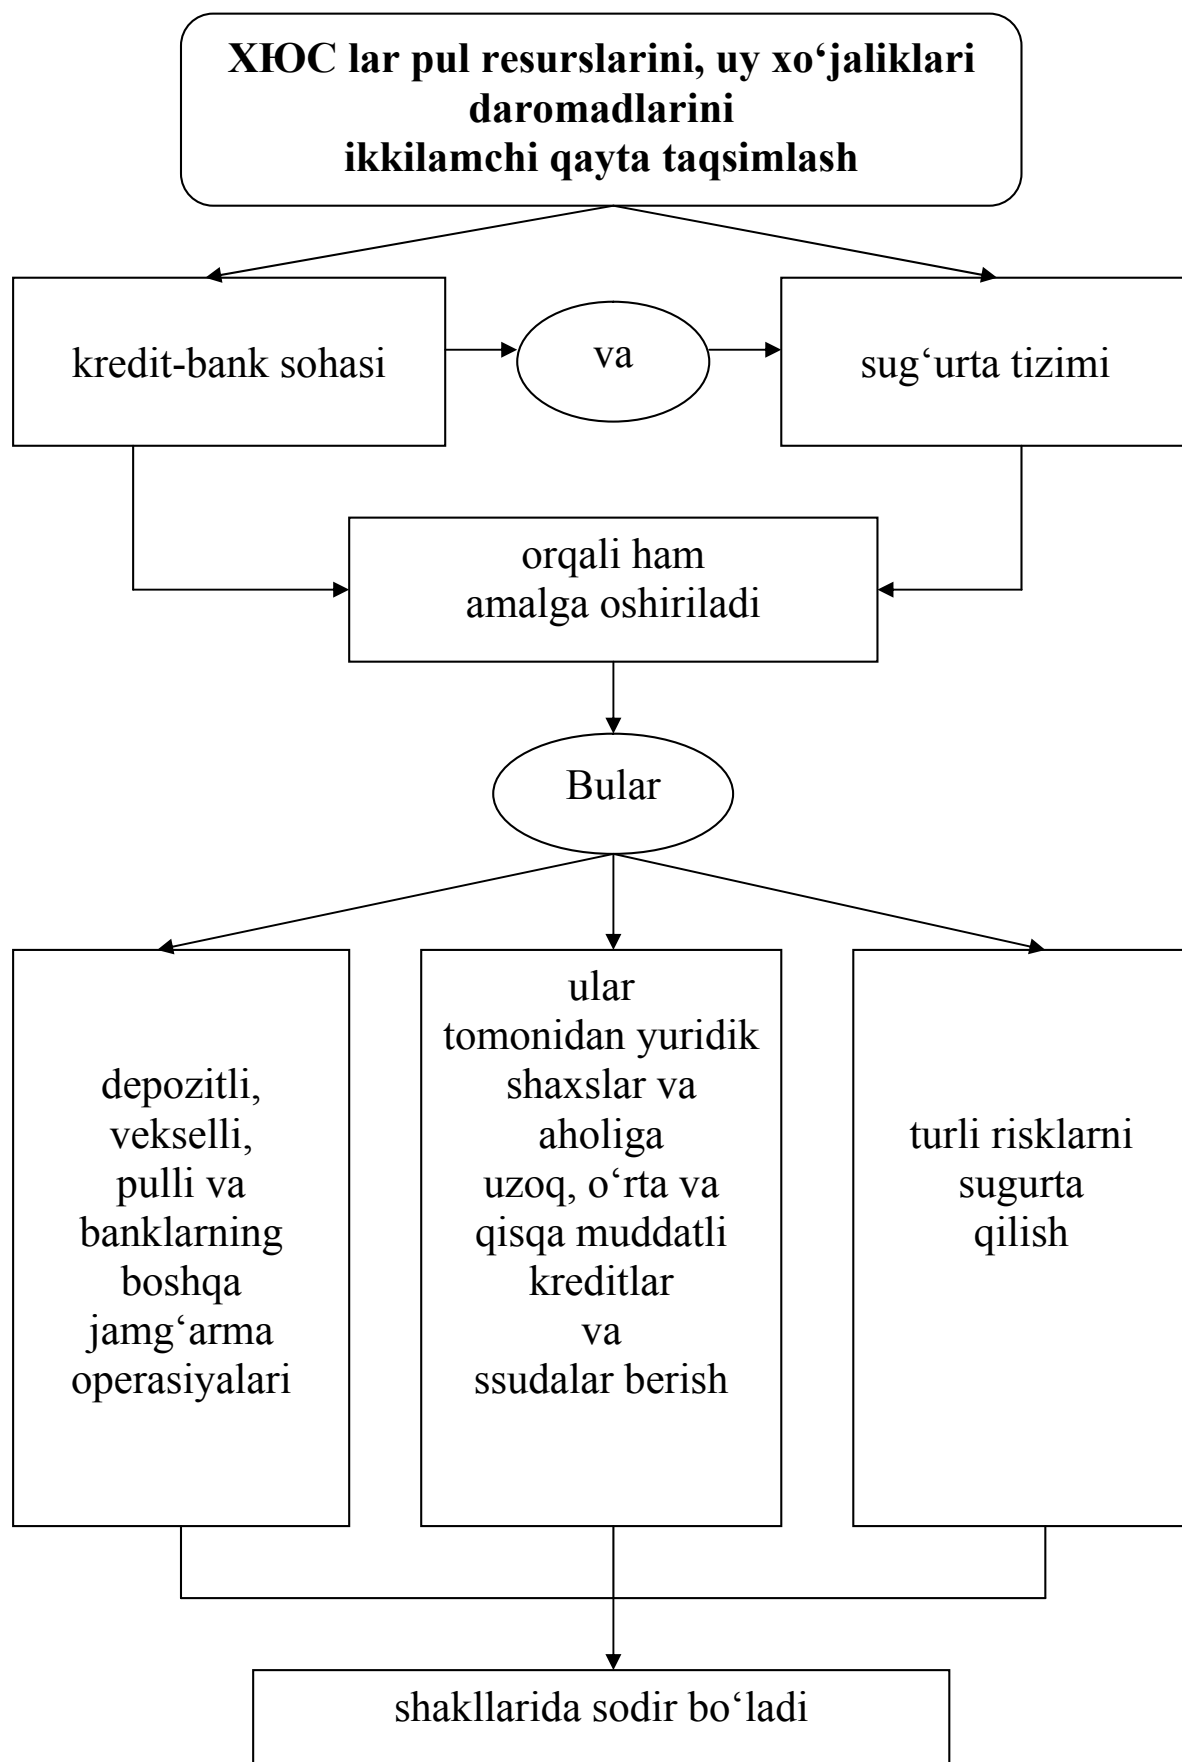 ХЮС lar pul resurslarini, uy xo‘jaliklari
daromadlarini
ikkilamchi qayta taqsimlash
kredit-bank sohasi
va
sug‘urta tizimi
orqali ham
amalga oshiriladi
Bular
depozitli,
vekselli,
pulli va
banklarning
boshqa
jamg‘arma
operasiyalari
ular
tomonidan yuridik
shaxslar va
aholiga
uzoq, o‘rta va
qisqa muddatli
kreditlar
va
ssudalar berish
turli risklarni
sugurta
qilish
shakllarida sodir bo‘ladi